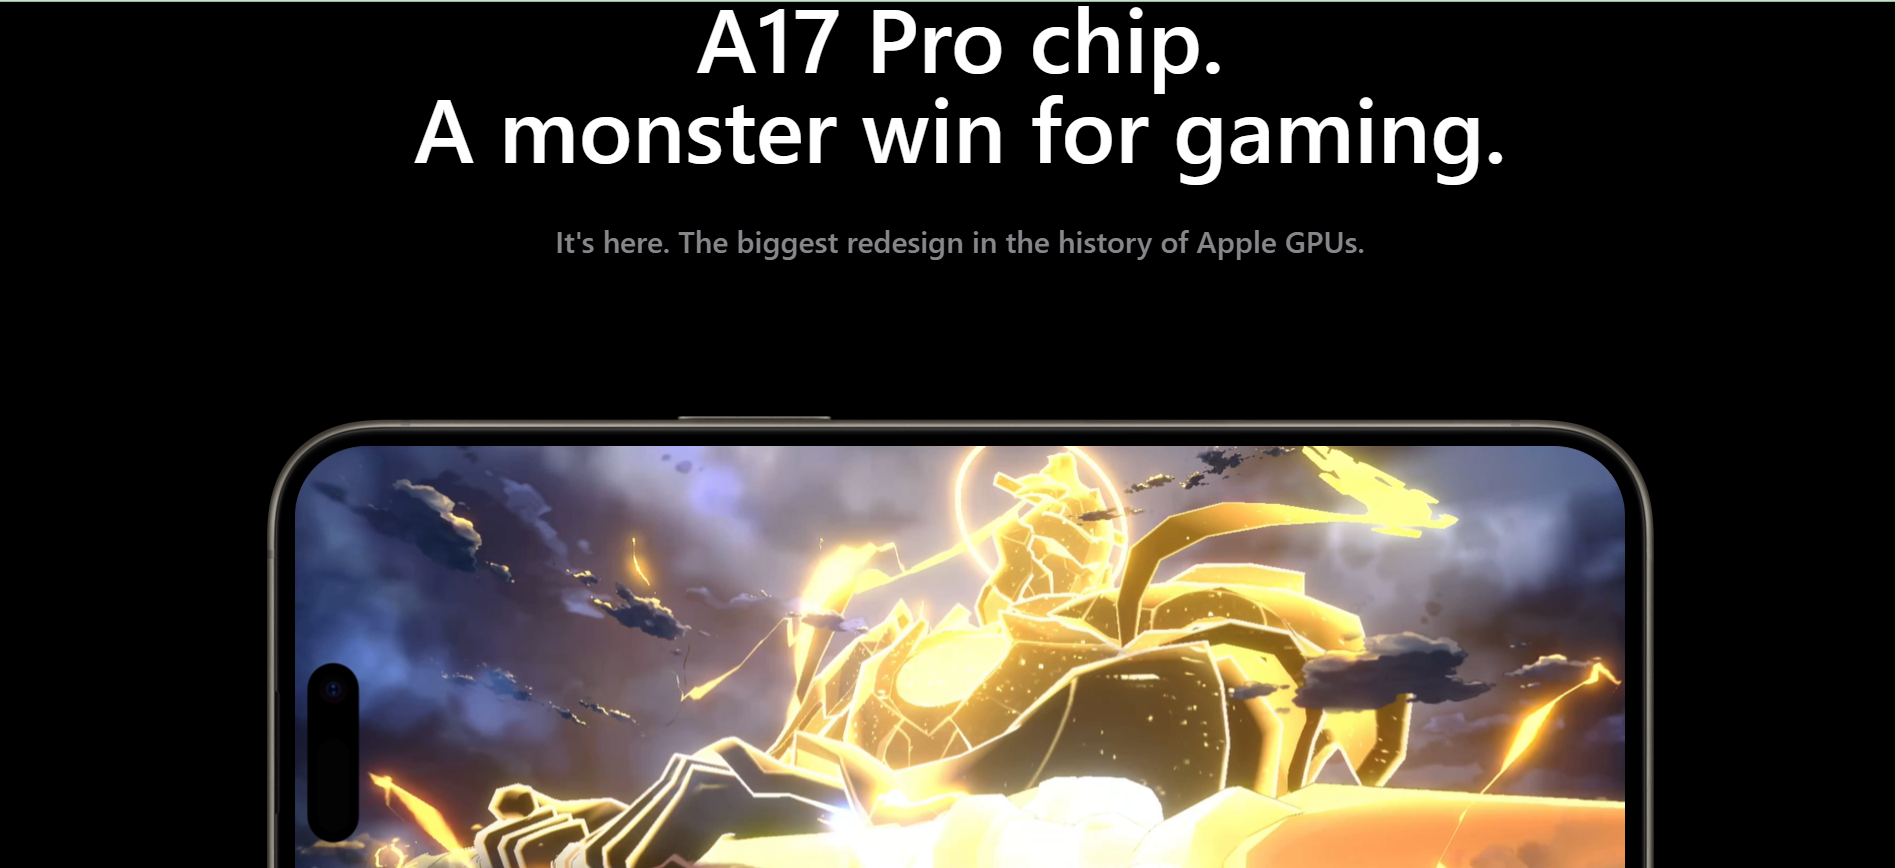 A17 Pro chip.
A monster win for gaming.
It's here. The biggest redesign in the history of Apple GPUs.